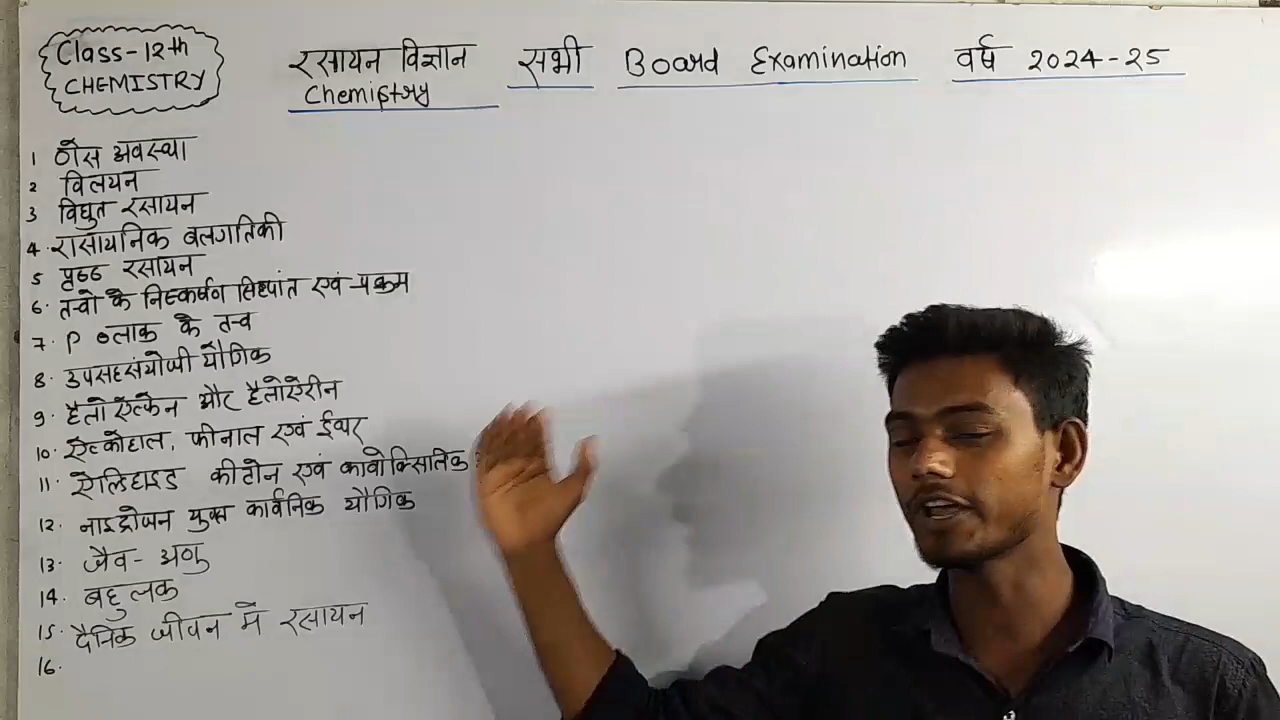 Class-12th
CHEMISTRY
रसायन विज्ञान सभी Board Examination वर्ष 2024-25
Chemistry
1 ठोस अवस्था
2 विलयन
3 विधुत रसायन
4. रासायनिक बलगतिकी
5 पृष्ठ रसायन
6. तत्वो के निष्कर्षण सिध्दांत एवं प्रक्रम
7. P ब्लाक के तत्व
8. उपसहसंयोजी यौगिक
9. हैलोऐल्केन और हैलोऐरीन
10. ऐल्कोहाल, फीनाल एवं ईथर
11. ऐल्डिहाइड कीटोन एवं कार्वोक्सिलिक
12. नाइट्रोजन युक्त कार्वनिक यौगिक
13. जैव-अणु
14. बहुलक
15. दैनिक जीवन मे रसायन
16.